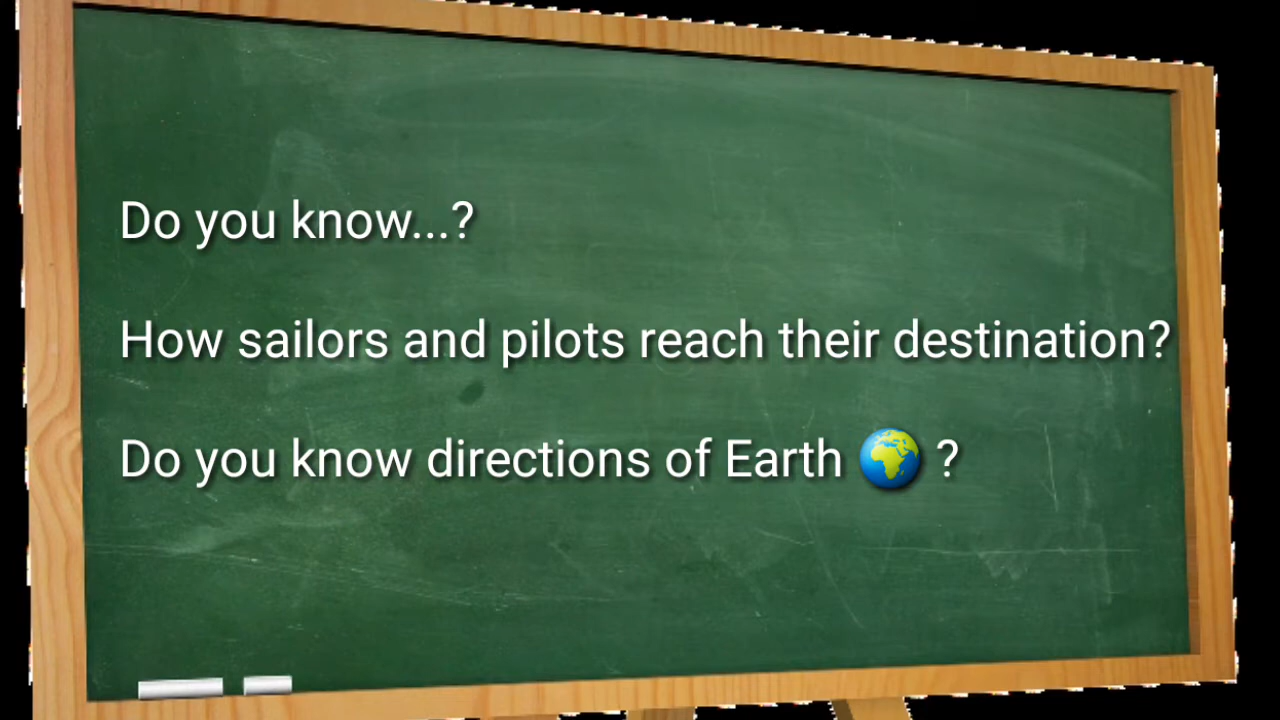 Do you know...?
How sailors and pilots reach their destination?
Do you know directions of Earth 🌍 ?